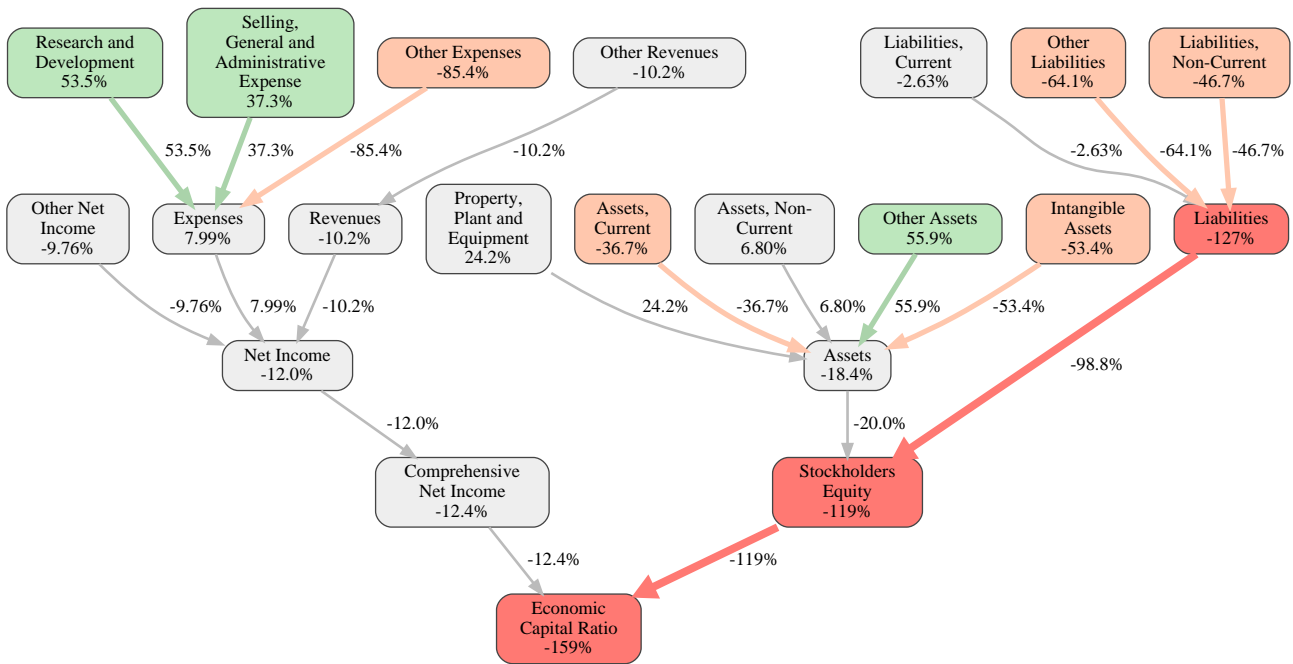 Research and
Development
53.5%
Selling,
General and
Administrative
Expense
37.3%
Other Expenses
-85.4%
Other Revenues
-10.2%
Liabilities,
Current
-2.63%
Other
Liabilities
-64.1%
Liabilities,
Non-Current
-46.7%
53.5%
37.3%
-85.4%
-10.2%
-2.63%
-64.1%
-46.7%
Other Net
Income
-9.76%
Expenses
7.99%
Revenues
-10.2%
Property,
Plant and
Equipment
24.2%
Assets,
Current
-36.7%
Assets, Non-
Current
6.80%
Other Assets
55.9%
Intangible
Assets
-53.4%
Liabilities
-127%
-9.76%
7.99%
-10.2%
24.2%
-36.7%
6.80%
55.9%
-53.4%
Net Income
-12.0%
Assets
-18.4%
-98.8%
-12.0%
-20.0%
Comprehensive
Net Income
-12.4%
Stockholders
Equity
-119%
-12.4%
-119%
Economic
Capital Ratio
-159%